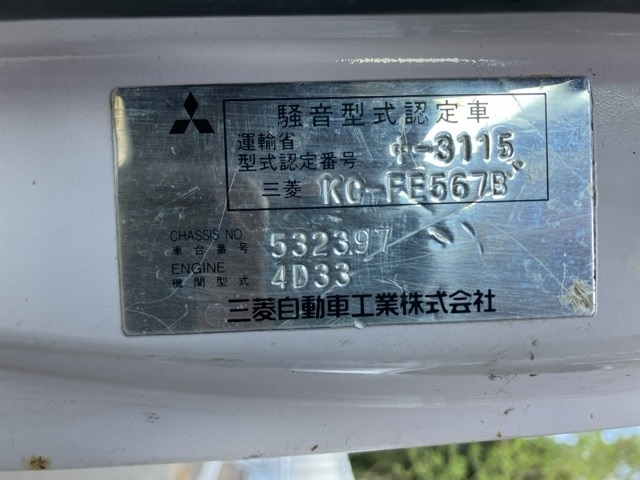 騒音型式認定車
運輸省
型式認定番号 中-3115
三菱 KC-FE567B
CHASSIS NO
車台番号 532397
ENGINE
機関型式 4D33
三菱自動車工業株式会社